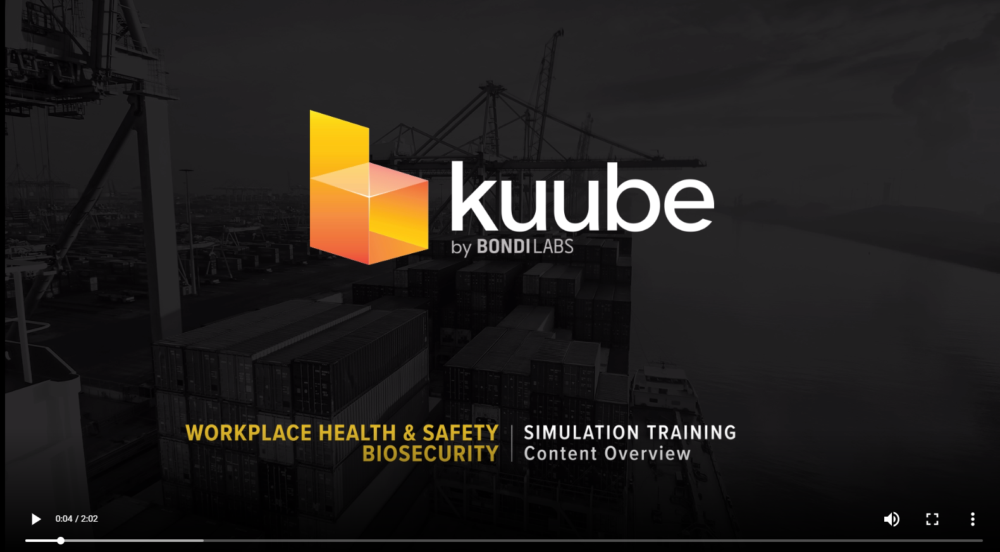 kuube
by BONDI LABS
WORKPLACE HEALTH & SAFETY
BIOSECURITY
SIMULATION TRAINING
Content Overview
0:04 / 2:02